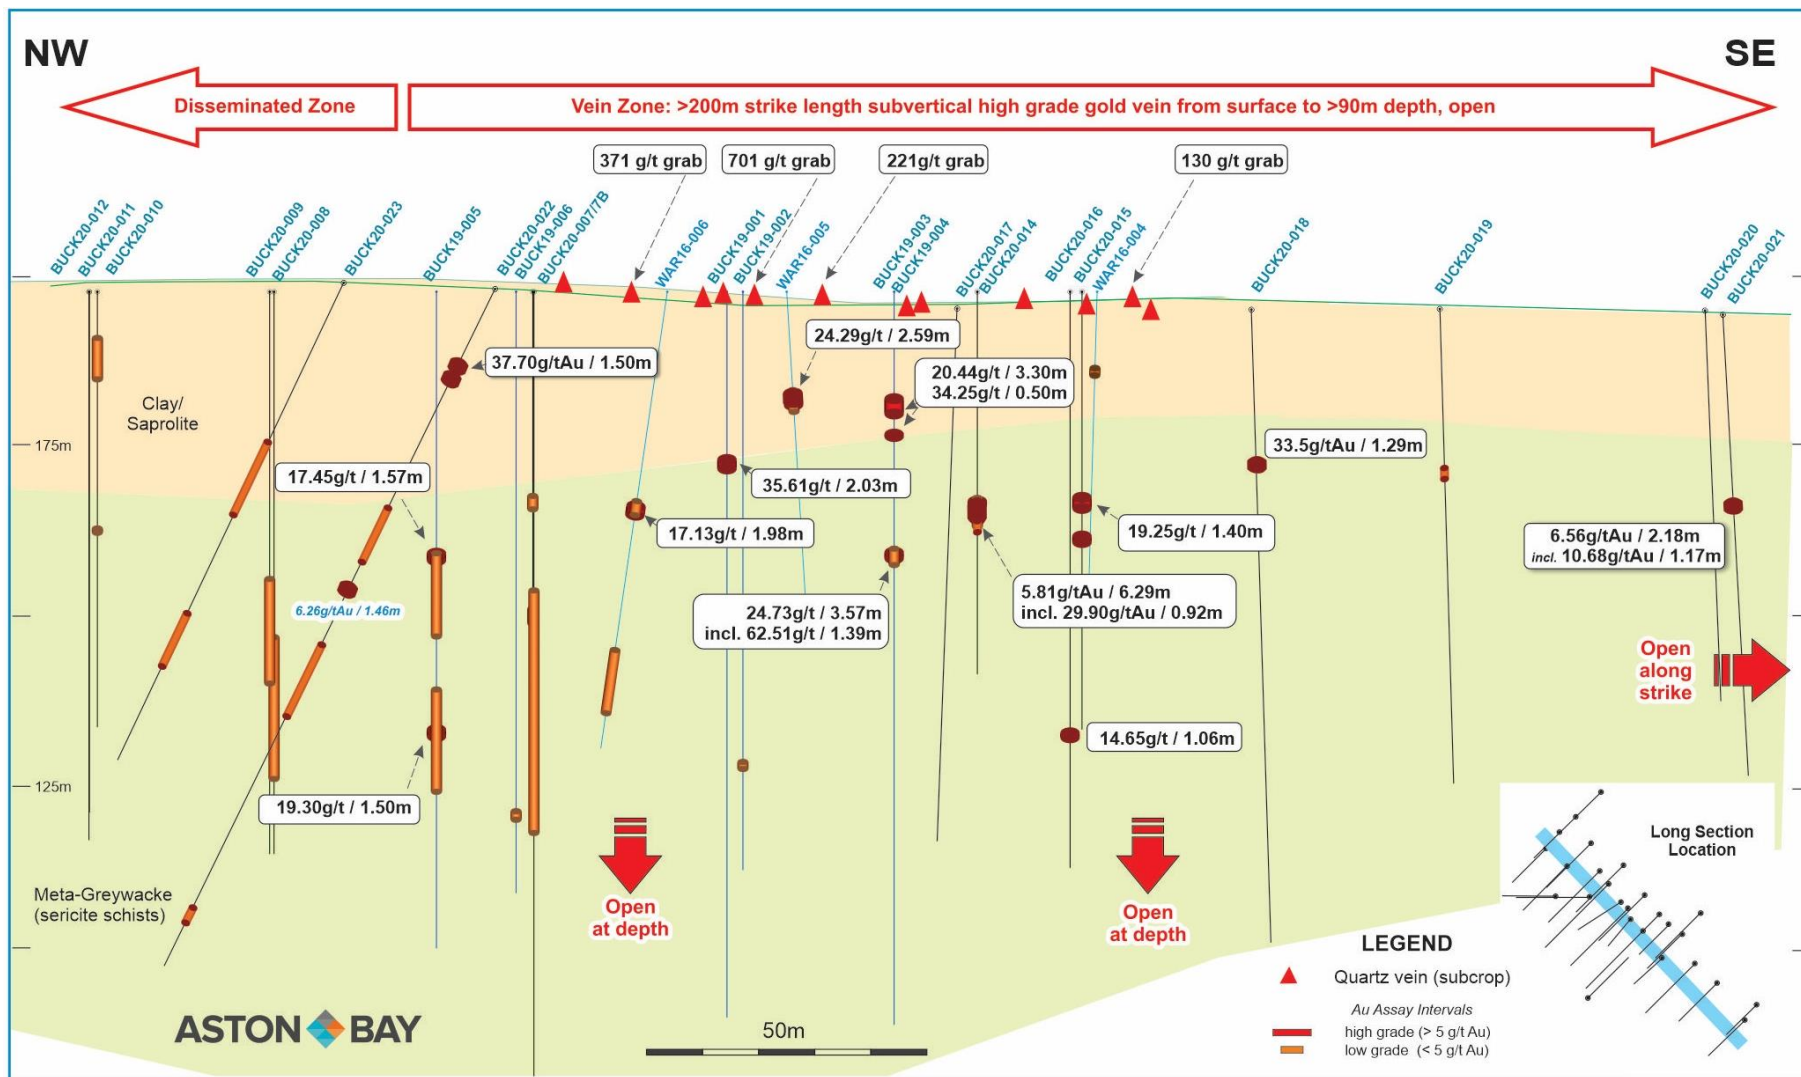 NW
SE
Disseminated Zone
Vein Zone: >200m strike length subvertical high grade gold vein from surface to >90m depth, open
371 g/t grab
701 g/t grab
221g/t grab
130 g/t grab
BUCK20-012
BUCK20-011
BUCK20-010
BUCK20-009
BUCK20-008
BUCK20-023
BUCK19-005
BUCK20-022
BUCK19-006
BUCK20-007/7B
WAR16-006
BUCK19-001
BUCK19-002
WAR16-005
BUCK19-003
BUCK19-004
BUCK20-017
BUCK20-014
BUCK20-016
BUCK20-015
WAR16-004
BUCK20-018
BUCK20-019
BUCK20-020
BUCK20-021
24.29g/t / 2.59m
37.70g/tAu / 1.50m
20.44g/t / 3.30m
34.25g/t / 0.50m
Clay/
Saprolite
175m
33.5g/tAu / 1.29m
17.45g/t / 1.57m
35.61g/t / 2.03m
17.13g/t / 1.98m
19.25g/t / 1.40m
6.56g/tAu / 2.18m
incl. 10.68g/tAu / 1.17m
6.26g/tAu / 1.46m
24.73g/t / 3.57m
incl. 62.51g/t / 1.39m
5.81g/tAu / 6.29m
incl. 29.90g/tAu / 0.92m
Open
along
strike
14.65g/t / 1.06m
125m
19.30g/t / 1.50m
Long Section
Location
Meta-Greywacke
(sericite schists)
Open
at depth
Open
at depth
LEGEND
Quartz vein (subcrop)
Au Assay Intervals
high grade (> 5 g/t Au)
low grade (< 5 g/t Au)
ASTON BAY
50m